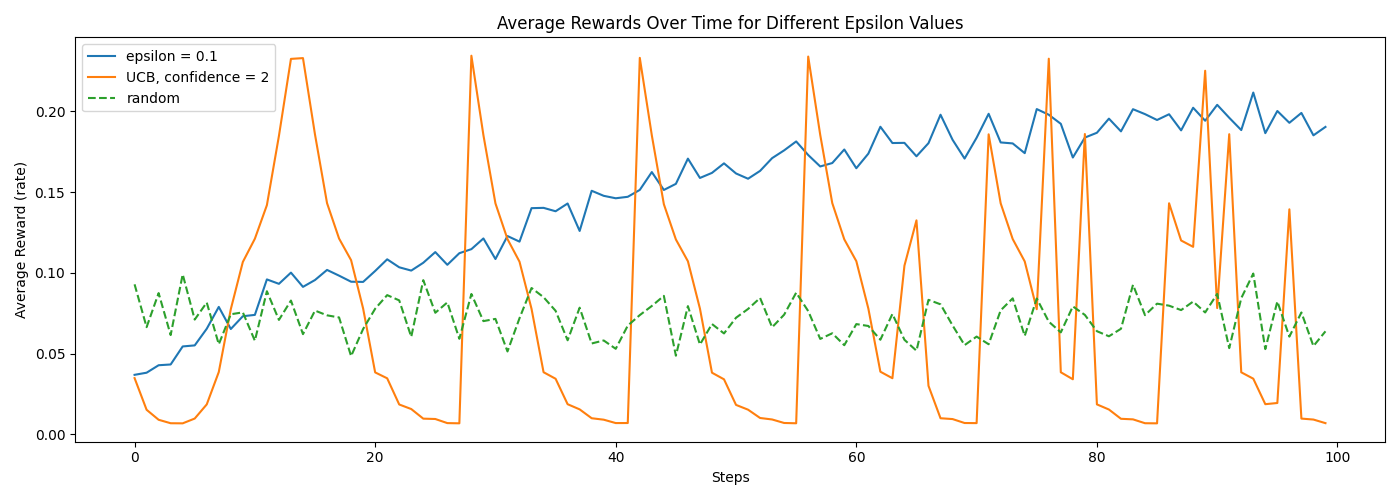 Average Rewards Over Time for Different Epsilon Values
epsilon = 0.1
UCB, confidence = 2
random
Average Reward (rate)
0.20
0.15
0.10
0.05
0.00
0 20 40 60 80 100
Steps